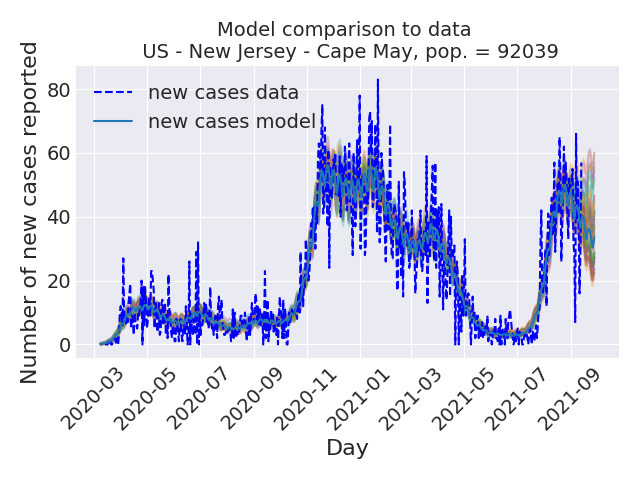 Model comparison to data
US - New Jersey - Cape May, pop. = 92039
Number of new cases reported
80
60
40
20
0
new cases data
new cases model
2020-03
2020-05
2020-07
2020-09
2020-11
2021-01
2021-03
2021-05
2021-07
2021-09
Day